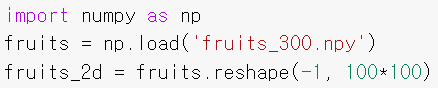 import numpy as np
fruits = np.load('fruits_300.npy')
fruits_2d = fruits.reshape(-1, 100*100)